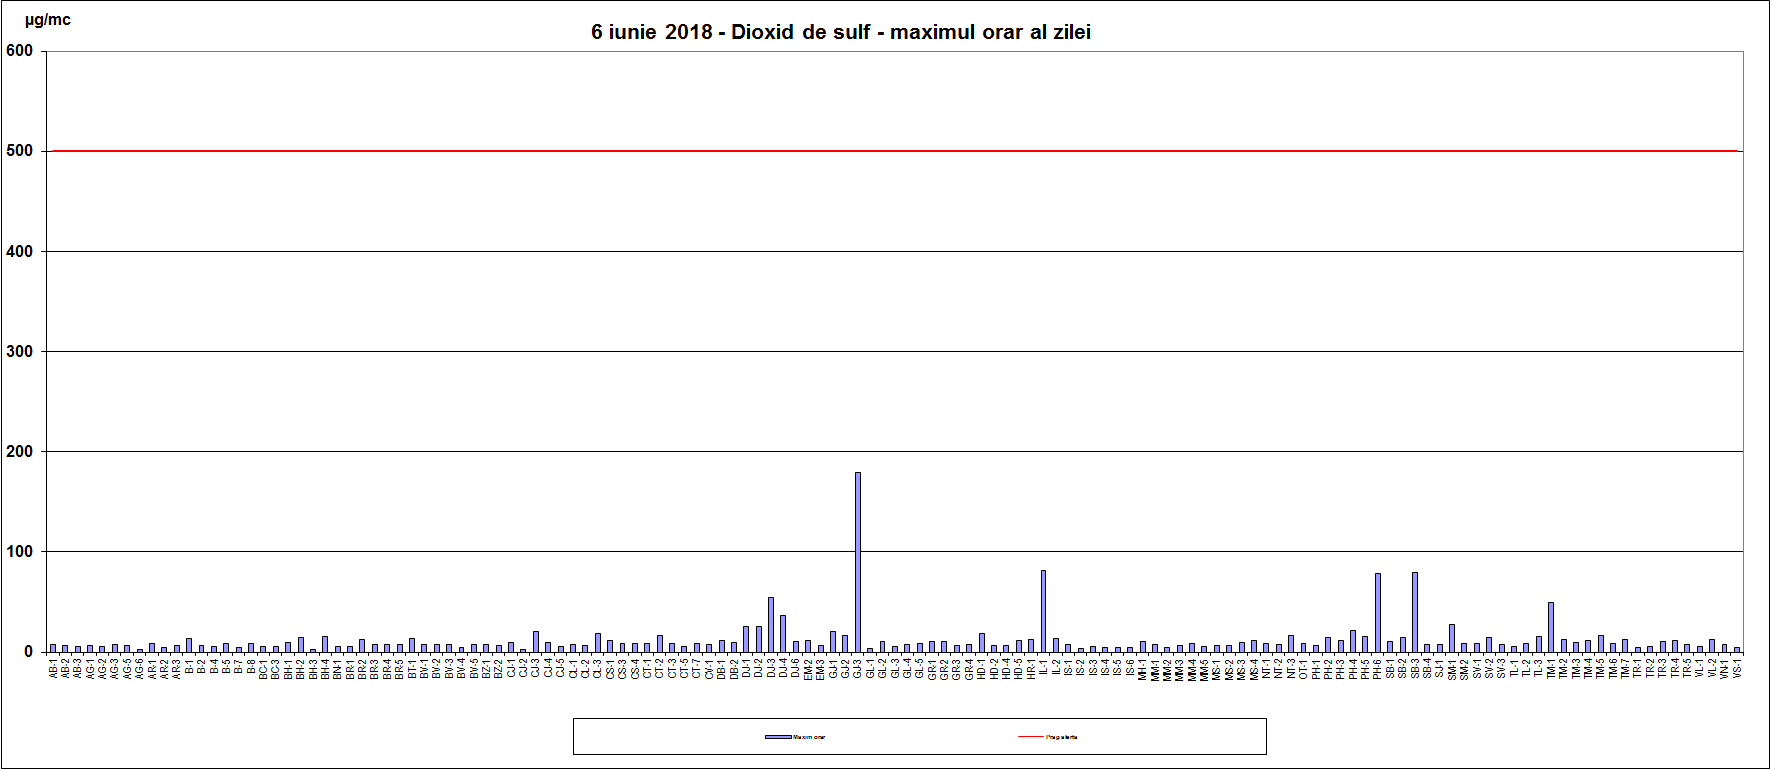 µg/mc
6 iunie 2018 - Dioxid de sulf - maximul orar al zilei
600
500
400
300
200
100
0
AB-1 AB-2 AB-3 AG-1 AG-2 AG-3 AG-5 AG-6 AR-1 AR-2 AR-3 B-1 B-2 B-4 B-5 B-7 B-8 BC-1 BC-3 BH-1 BH-2 BH-3 BH-4 BN-1 BR-1 BR-2 BR-3 BR-4 BR-5 BT-1 BV-1 BV-2 BV-3 BV-4 BV-5 BZ-1 BZ-2 CJ-1 CJ-2 CJ-3 CJ-4 CJ-5 CL-1 CL-2 CL-3 CS-1 CS-3 CS-4 CT-1 CT-2 CT-3 CT-5 CT-7 CV-1 DB-1 DB-2 DJ-1 DJ-2 DJ-3 DJ-4 DJ-6 EM-2 EM-3 GJ-1 GJ-2 GJ-3 GL-1 GL-2 GL-3 GL-4 GL-5 GR-1 GR-2 GR-3 GR-4 HD-1 HD-2 HD-4 HD-5 HR-1 IL-1 IL-2 IS-1 IS-2 IS-3 IS-4 IS-5 IS-6 MH-1 MM-1 MM-2 MM-3 MM-4 MM-5 MS-1 MS-2 MS-3 MS-4 NT-1 NT-2 NT-3 OT-1 PH-1 PH-2 PH-3 PH-4 PH-5 PH-6 SB-1 SB-2 SB-3 SB-4 SJ-1 SM-1 SM-2 SV-1 SV-2 SV-3 TL-1 TL-2 TL-3 TM-1 TM-2 TM-3 TM-4 TM-5 TM-6 TM-7 TR-1 TR-2 TR-3 TR-4 TR-5 VL-1 VL-2 VN-1 VS-1
Maxim orar
Prag alerta